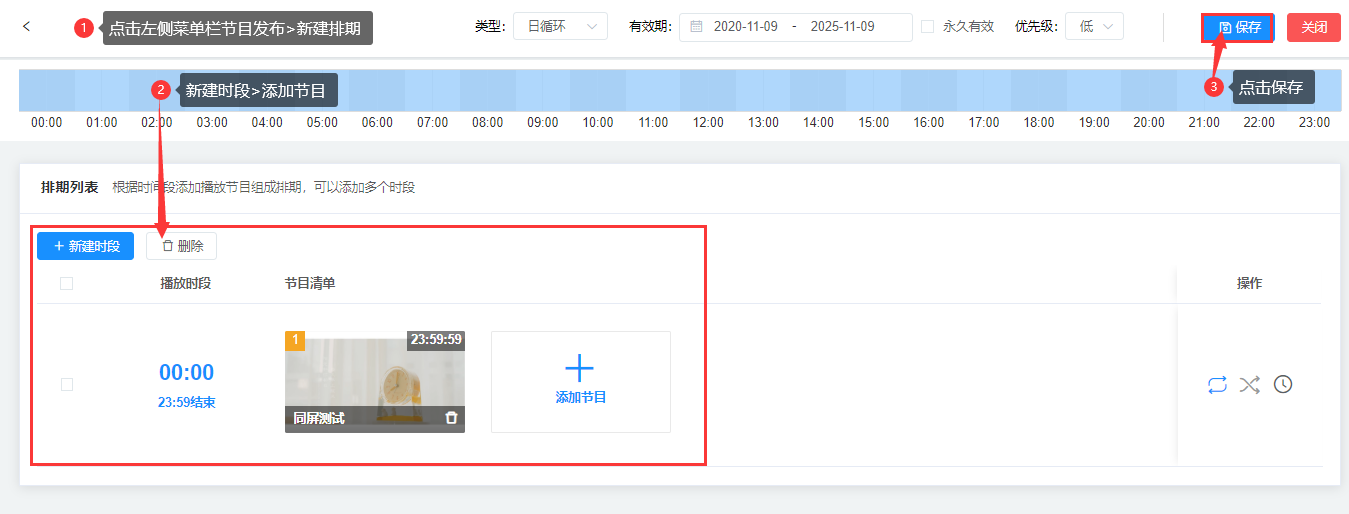 1 点击左侧菜单栏节目发布>新建排期 类型: 日循环 有效期: 2020-11-09 - 2025-11-09 永久有效 优先级: 低 保存 关闭
2 新建时段>添加节目 3 点击保存
00:00 01:00 02:00 03:00 04:00 05:00 06:00 07:00 08:00 09:00 10:00 11:00 12:00 13:00 14:00 15:00 16:00 17:00 18:00 19:00 20:00 21:00 22:00 23:00
排期列表 根据时间段添加播放节目组成排期，可以添加多个时段
+ 新建时段 删除
播放时段 节目清单 操作
1 23:59:59
00:00
23:59结束 添加节目
同屏测试